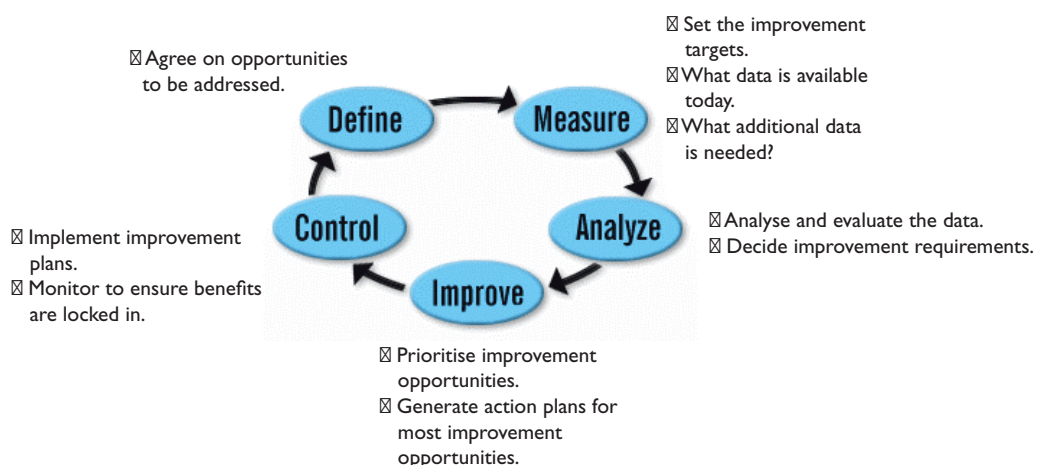 ☒ Agree on opportunities
to be addressed.
Define
Measure
☒ Set the improvement
targets.
☒ What data is available
today.
☒ What additional data
is needed?
Analyze
☒ Analyse and evaluate the data.
☒ Decide improvement requirements.
Improve
☒ Prioritise improvement
opportunities.
☒ Generate action plans for
most improvement
opportunities.
Control
☒ Implement improvement
plans.
☒ Monitor to ensure benefits
are locked in.